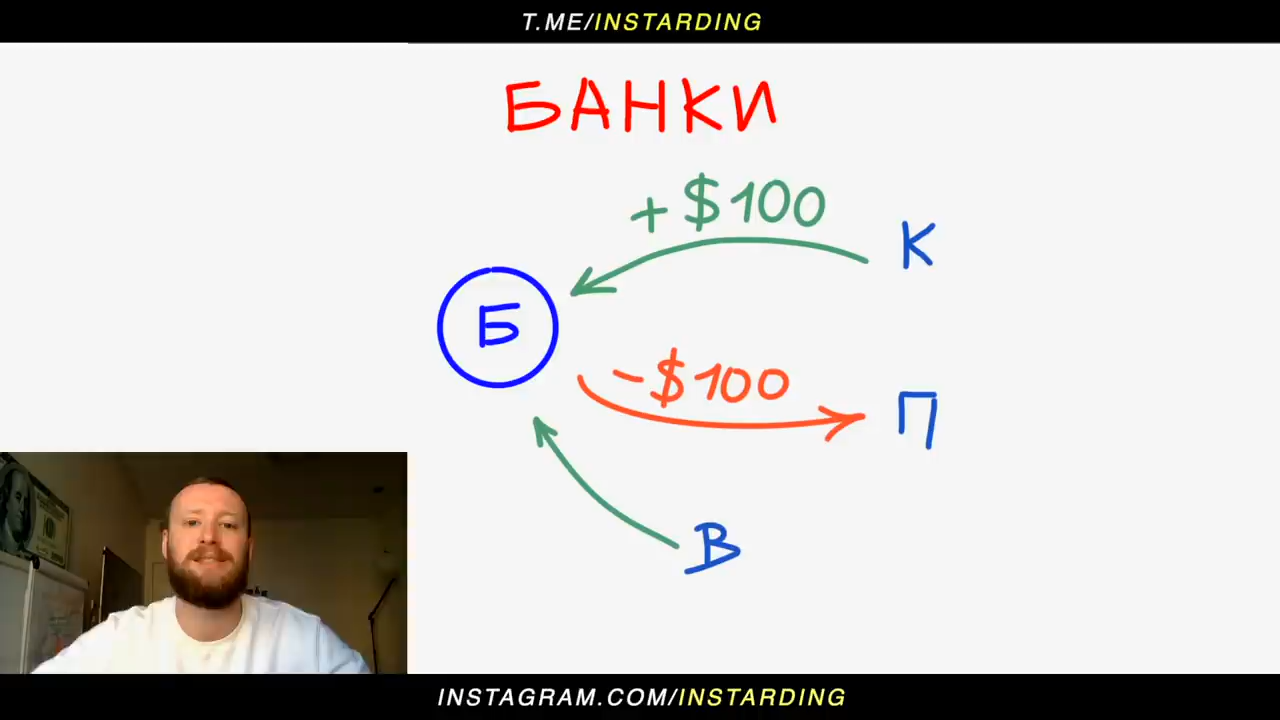 T.ME/INSTARDING
БАНКИ
+ $100
К
Б
- $100
П
В
INSTAGRAM.COM/INSTARDING